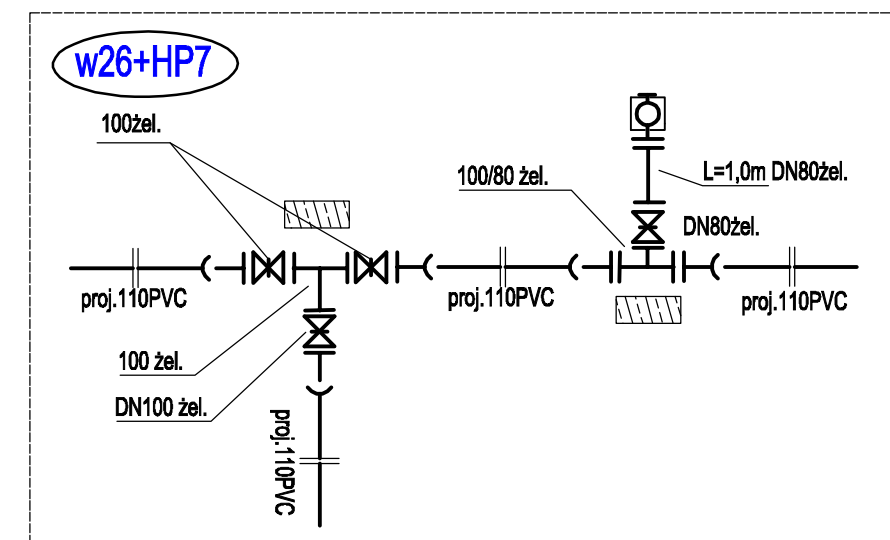 w26+HP7
100żel.
100/80 żel.
L=1,0m DN80żel.
DN80żel.
proj.110PVC
proj.110PVC
proj.110PVC
100 żel.
DN100 żel.
proj.110PVC